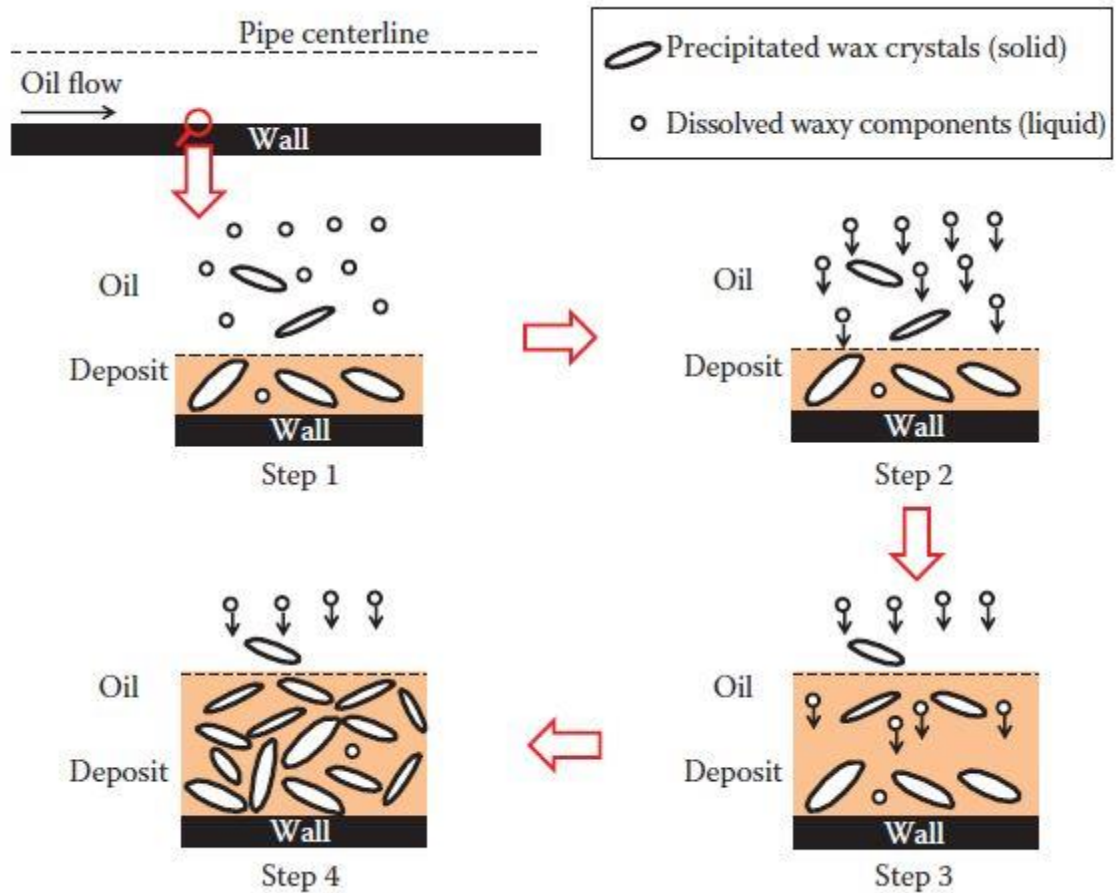 Pipe centerline
Oil flow
Wall
Precipitated wax crystals (solid)
Dissolved waxy components (liquid)
Oil
Deposit
Wall
Step 1
Oil
Deposit
Wall
Step 2
Oil
Deposit
Wall
Step 4
Oil
Deposit
Wall
Step 3